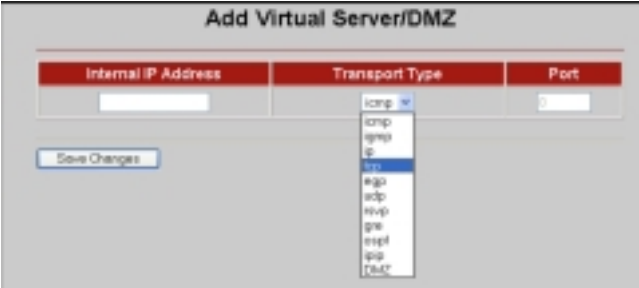 Add Virtual Server/DMZ
Internal IP Address Transport Type Port
icmp 0
icmp
igmp
ip
tcp
egp
udp
rsvp
gre
ospf
ipip
DMZ
Save Changes